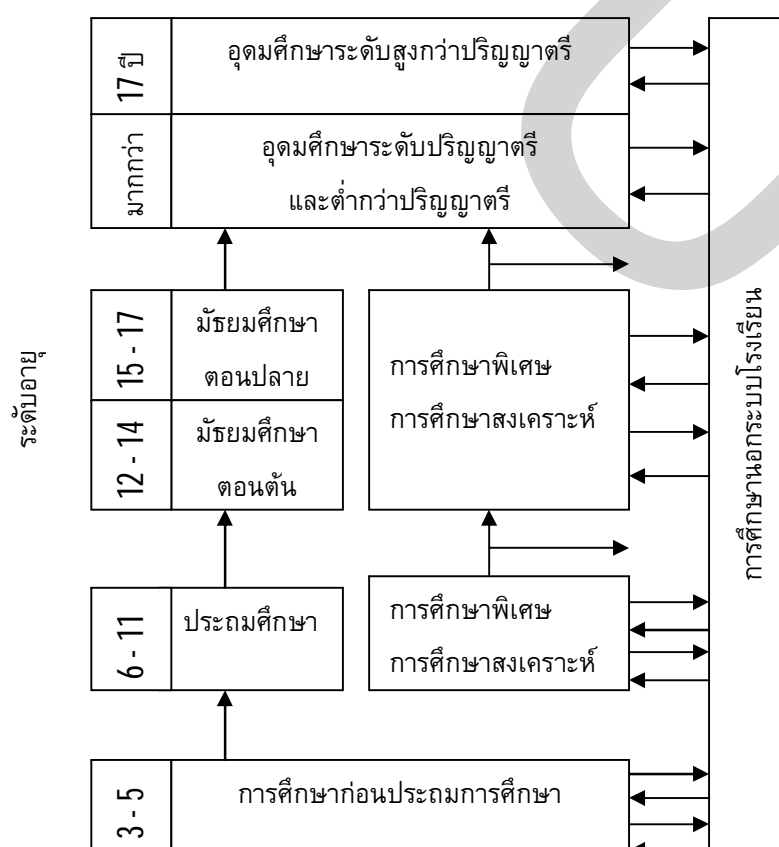 17 ปี
อุดมศึกษาระดับสูงกว่าปริญญาตรี
มากกว่า
อุดมศึกษาระดับปริญญาตรี
และต่ำกว่าปริญญาตรี
ระดับอายุ
15 - 17
มัธยมศึกษา
ตอนปลาย
12 - 14
มัธยมศึกษา
ตอนต้น
การศึกษาพิเศษ
การศึกษาสงเคราะห์
การศึกษานอกระบบโรงเรียน
6 - 11
ประถมศึกษา
การศึกษาพิเศษ
การศึกษาสงเคราะห์
3 - 5
การศึกษาก่อนประถมการศึกษา